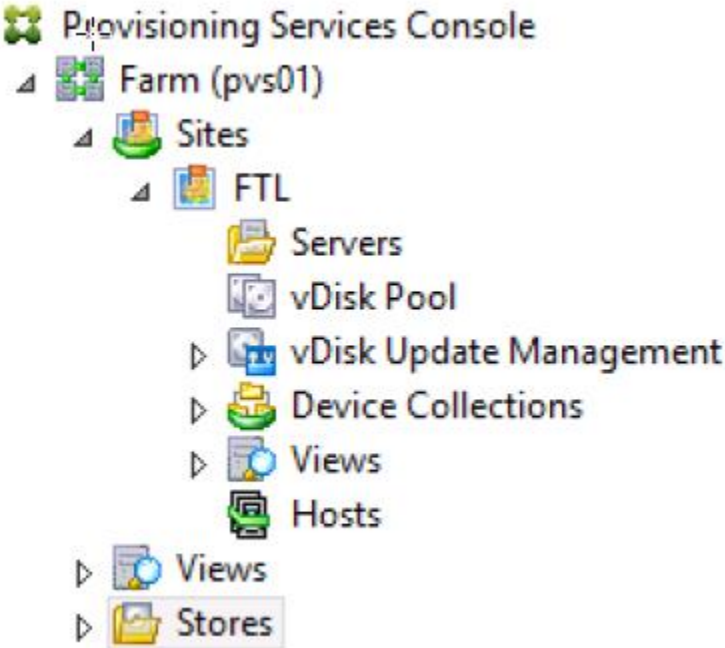 Provisioning Services Console
Farm (pvs01)
Sites
FTL
Servers
vDisk Pool
vDisk Update Management
Device Collections
Views
Hosts
Views
Stores